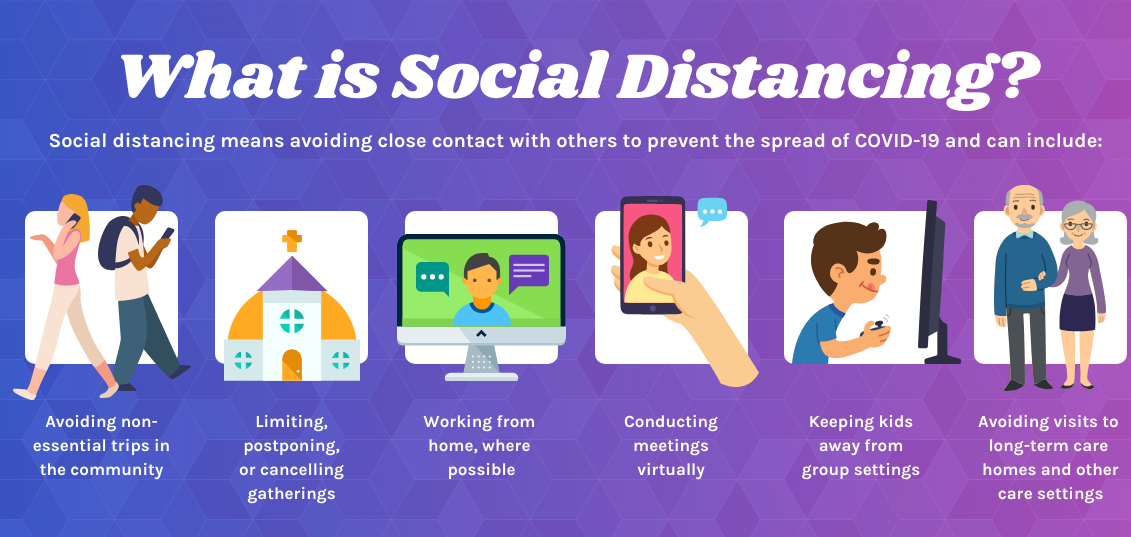 What is Social Distancing?
Social distancing means avoiding close contact with others to prevent the spread of COVID-19 and can include:
Avoiding non-
essential trips in
the community
Limiting,
postponing,
or cancelling
gatherings
Working from
home, where
possible
Conducting
meetings
virtually
Keeping kids
away from
group settings
Avoiding visits to
long-term care
homes and other
care settings